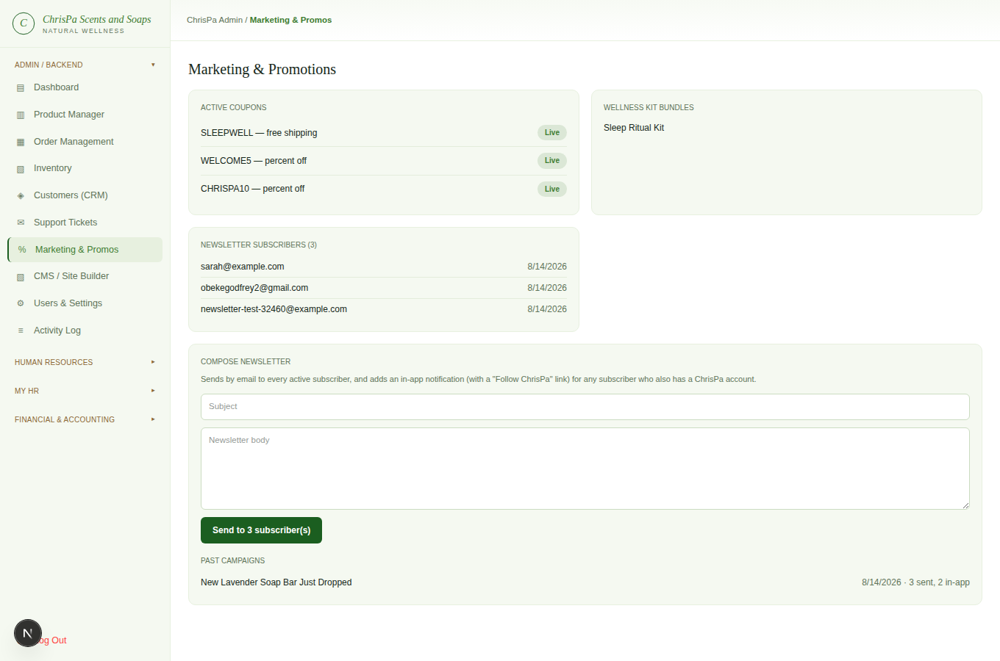 ChrisPa Scents and Soaps
NATURAL WELLNESS
ChrisPa Admin / Marketing & Promos
ADMIN / BACKEND
Dashboard
Product Manager
Order Management
Inventory
Customers (CRM)
Support Tickets
% Marketing & Promos
CMS / Site Builder
Users & Settings
Activity Log
HUMAN RESOURCES
MY HR
FINANCIAL & ACCOUNTING
og Out
Marketing & Promotions
ACTIVE COUPONS
SLEEPWELL — free shipping Live
WELCOME5 — percent off Live
CHRISPA10 — percent off Live
WELLNESS KIT BUNDLES
Sleep Ritual Kit
NEWSLETTER SUBSCRIBERS (3)
sarah@example.com 8/14/2026
obekegodfrey2@gmail.com 8/14/2026
newsletter-test-32460@example.com 8/14/2026
COMPOSE NEWSLETTER
Sends by email to every active subscriber, and adds an in-app notification (with a "Follow ChrisPa" link) for any subscriber who also has a ChrisPa account.
Subject
Newsletter body
Send to 3 subscriber(s)
PAST CAMPAIGNS
New Lavender Soap Bar Just Dropped 8/14/2026 · 3 sent, 2 in-app